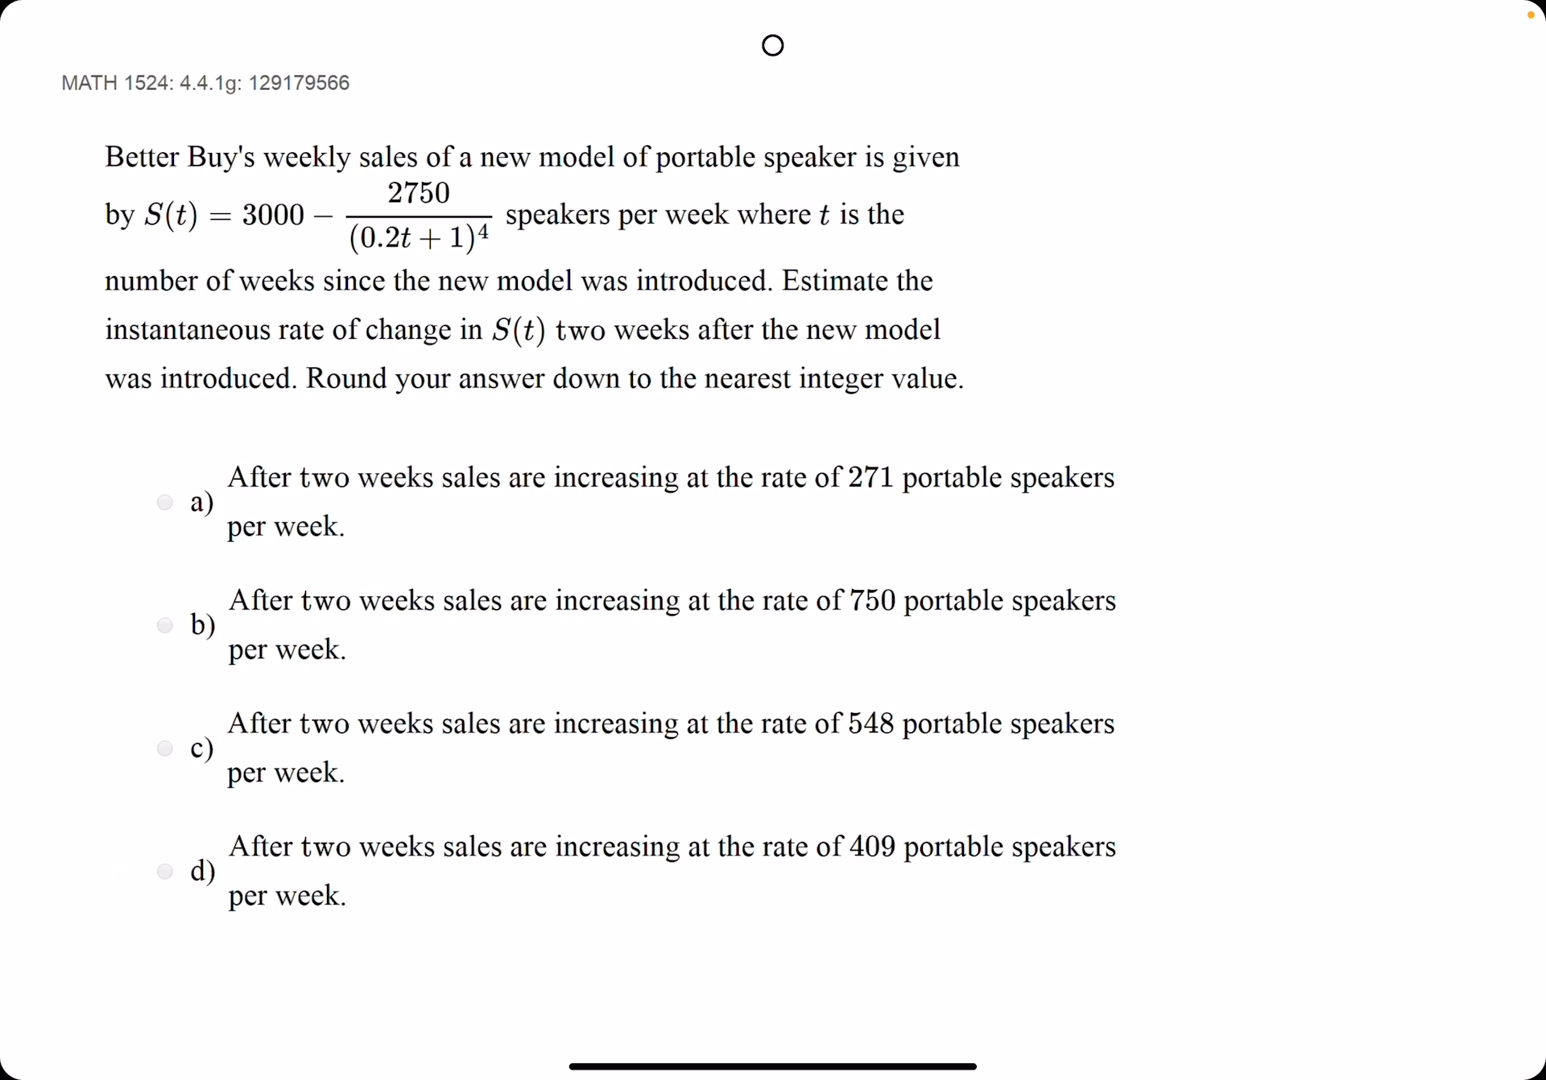 MATH 1524: 4.4.1g: 129179566
Better Buy's weekly sales of a new model of portable speaker is given
by S(t) = 3000 − 2750/(0.2t + 1)⁴ speakers per week where t is the
number of weeks since the new model was introduced. Estimate the
instantaneous rate of change in S(t) two weeks after the new model
was introduced. Round your answer down to the nearest integer value.
a) After two weeks sales are increasing at the rate of 271 portable speakers
per week.
b) After two weeks sales are increasing at the rate of 750 portable speakers
per week.
c) After two weeks sales are increasing at the rate of 548 portable speakers
per week.
d) After two weeks sales are increasing at the rate of 409 portable speakers
per week.